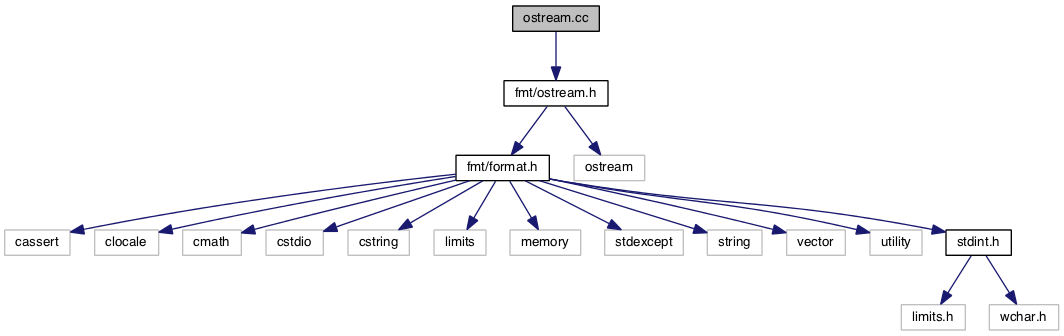 ostream.cc
fmt/ostream.h
fmt/format.h
ostream
cassert
clocale
cmath
cstdio
cstring
limits
memory
stdexcept
string
vector
utility
stdint.h
limits.h
wchar.h